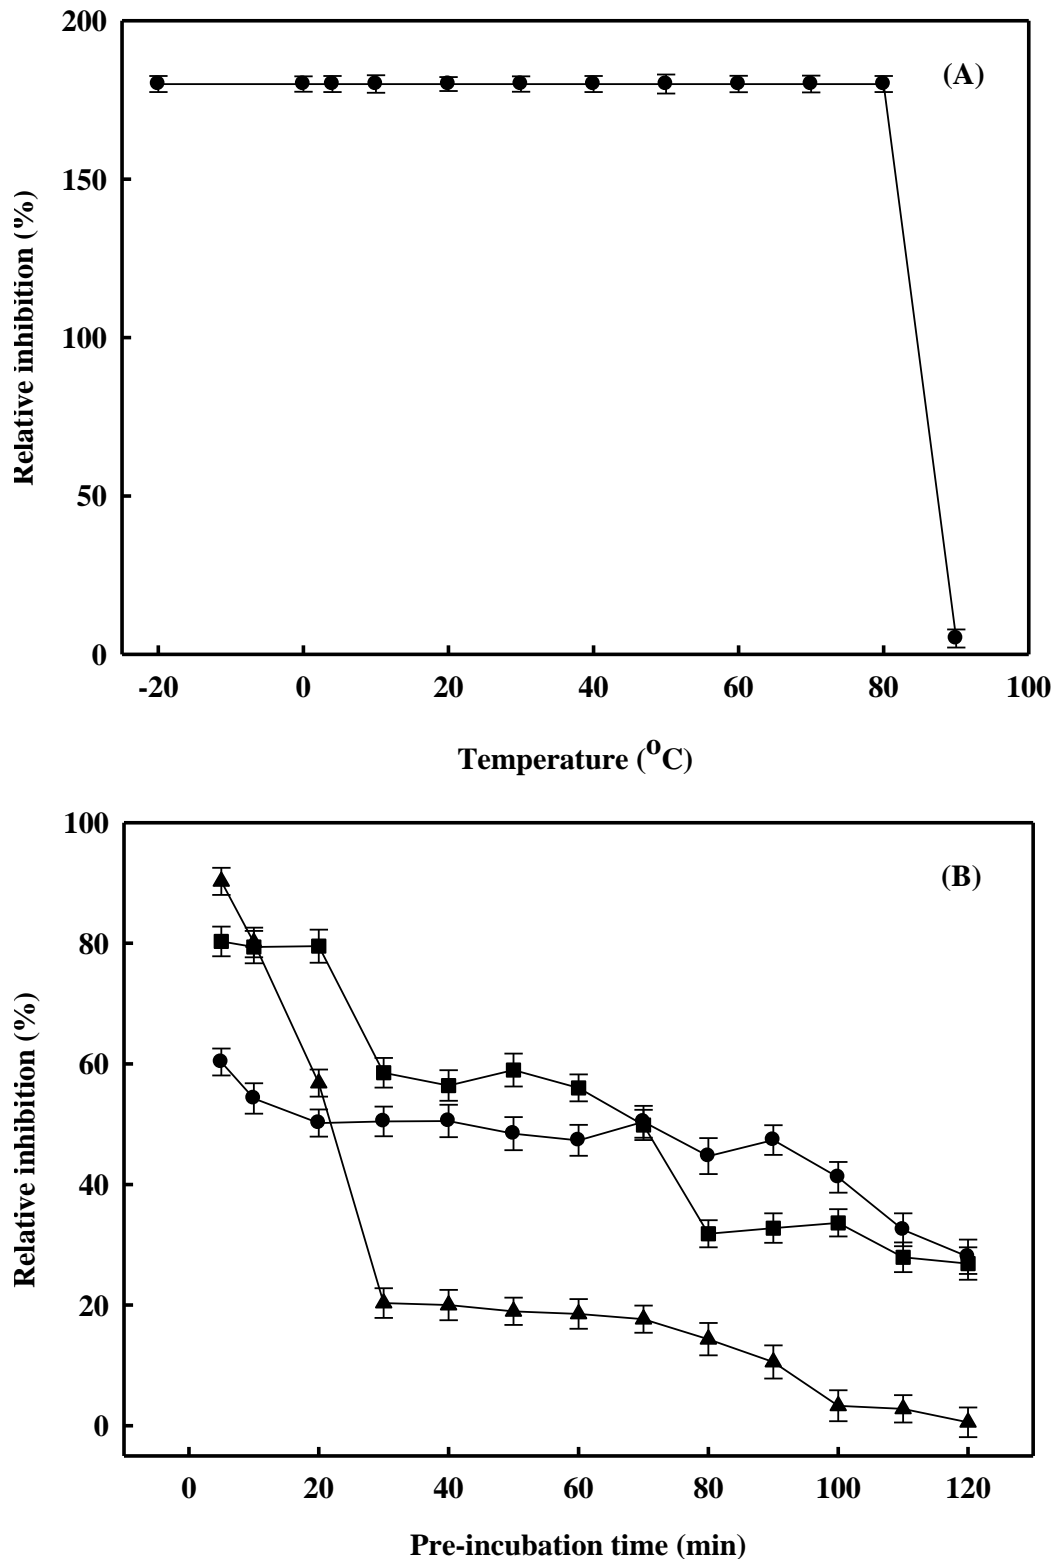 200
(A)
150
Relative inhibition (%)
100
50
0
-20 0 20 40 60 80 100
Temperature (ᴼC)
100
(B)
80
60
Relative inhibition (%)
40
20
0
0 20 40 60 80 100 120
Pre-incubation time (min)